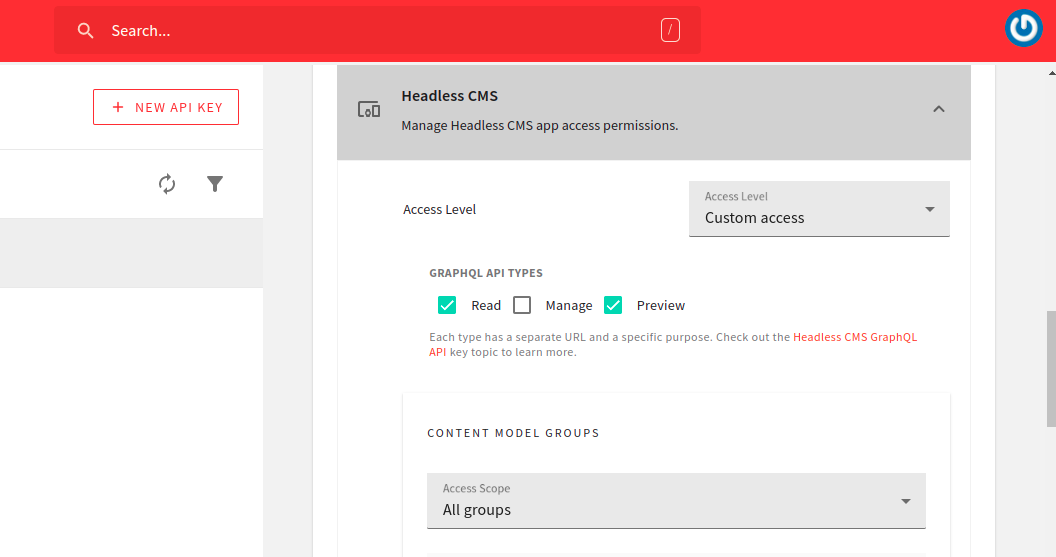 Search...
/
+ NEW API KEY
Headless CMS
Manage Headless CMS app access permissions.
Access Level
Access Level
Custom access
GRAPHQL API TYPES
Read Manage Preview
Each type has a separate URL and a specific purpose. Check out the Headless CMS GraphQL
API key topic to learn more.
CONTENT MODEL GROUPS
Access Scope
All groups